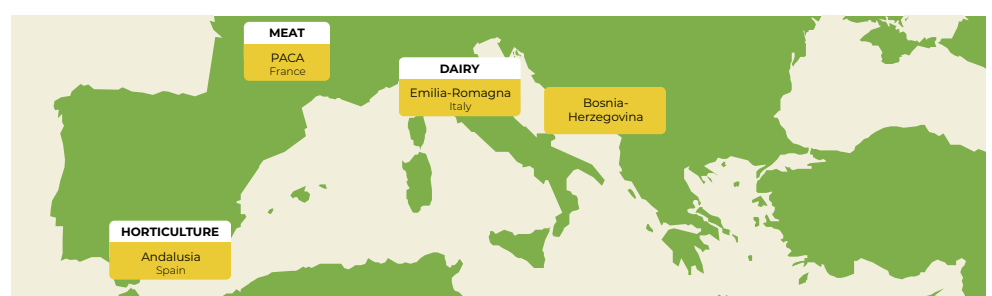 MEAT
PACA
France
DAIRY
Emilia-Romagna
Italy
Bosnia-
Herzegovina
HORTICULTURE
Andalusia
Spain